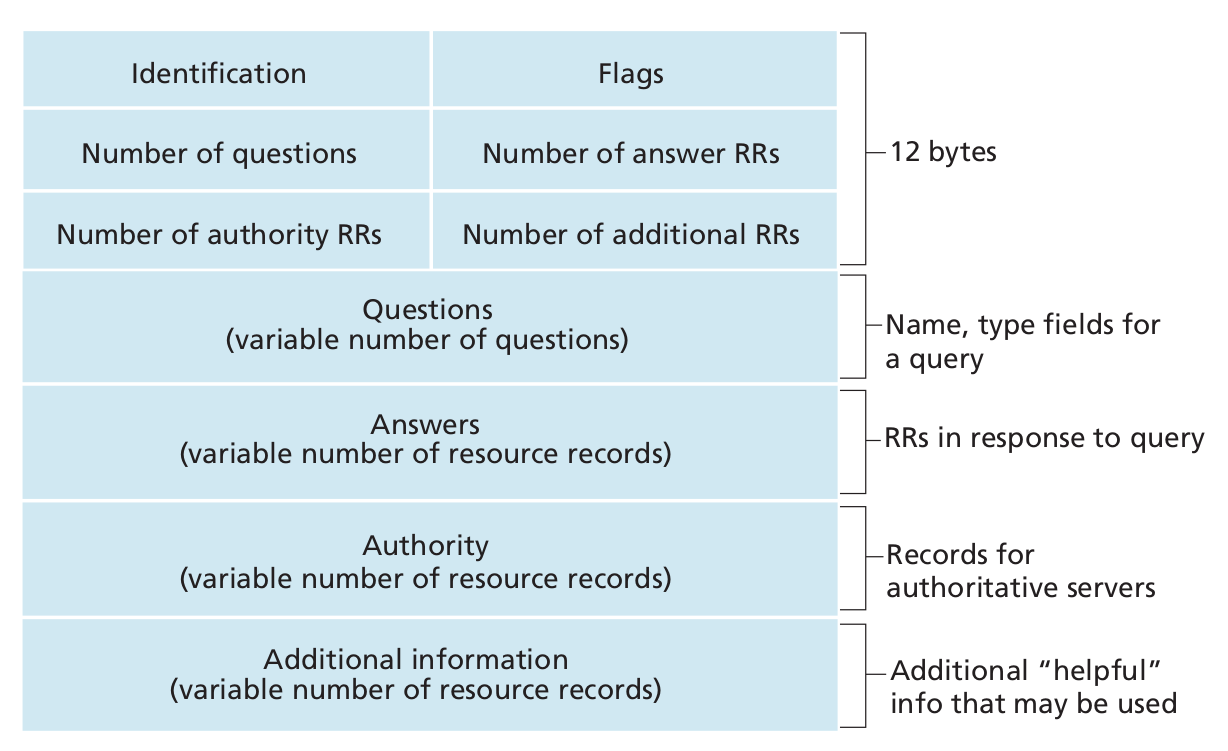 Identification
Flags
Number of questions
Number of answer RRs
12 bytes
Number of authority RRs
Number of additional RRs
Questions
(variable number of questions)
Name, type fields for
a query
Answers
(variable number of resource records)
RRs in response to query
Authority
(variable number of resource records)
Records for
authoritative servers
Additional information
(variable number of resource records)
Additional “helpful”
info that may be used